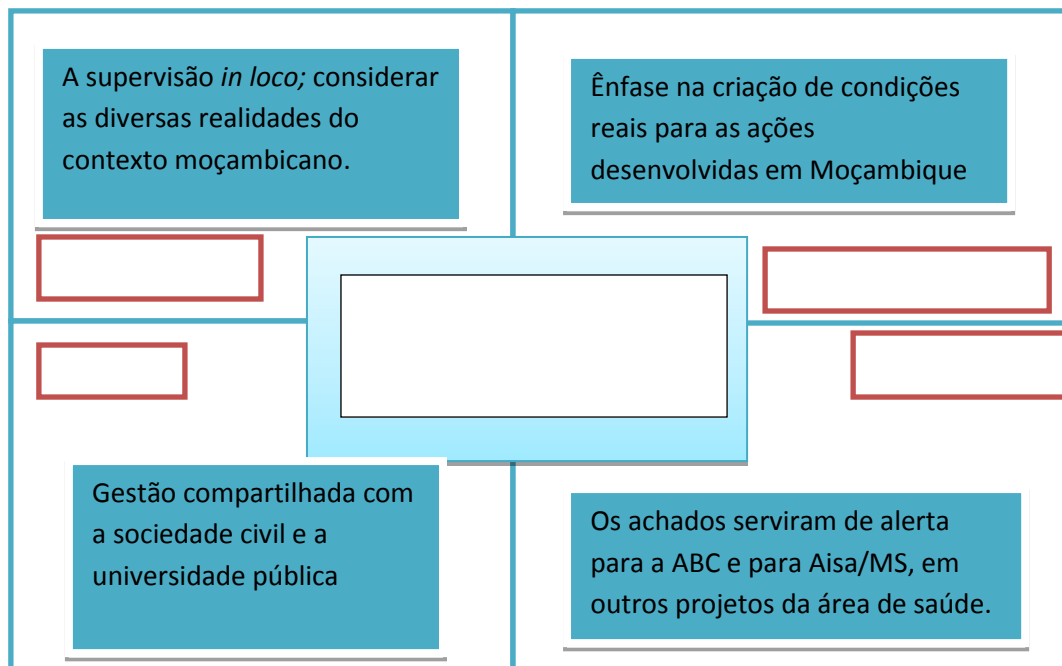 A supervisão in loco; considerar
as diversas realidades do
contexto moçambicano.
Ênfase na criação de condições
reais para as ações
desenvolvidas em Moçambique
Gestão compartilhada com
a sociedade civil e a
universidade pública
Os achados serviram de alerta
para a ABC e para Aisa/MS, em
outros projetos da área de saúde.